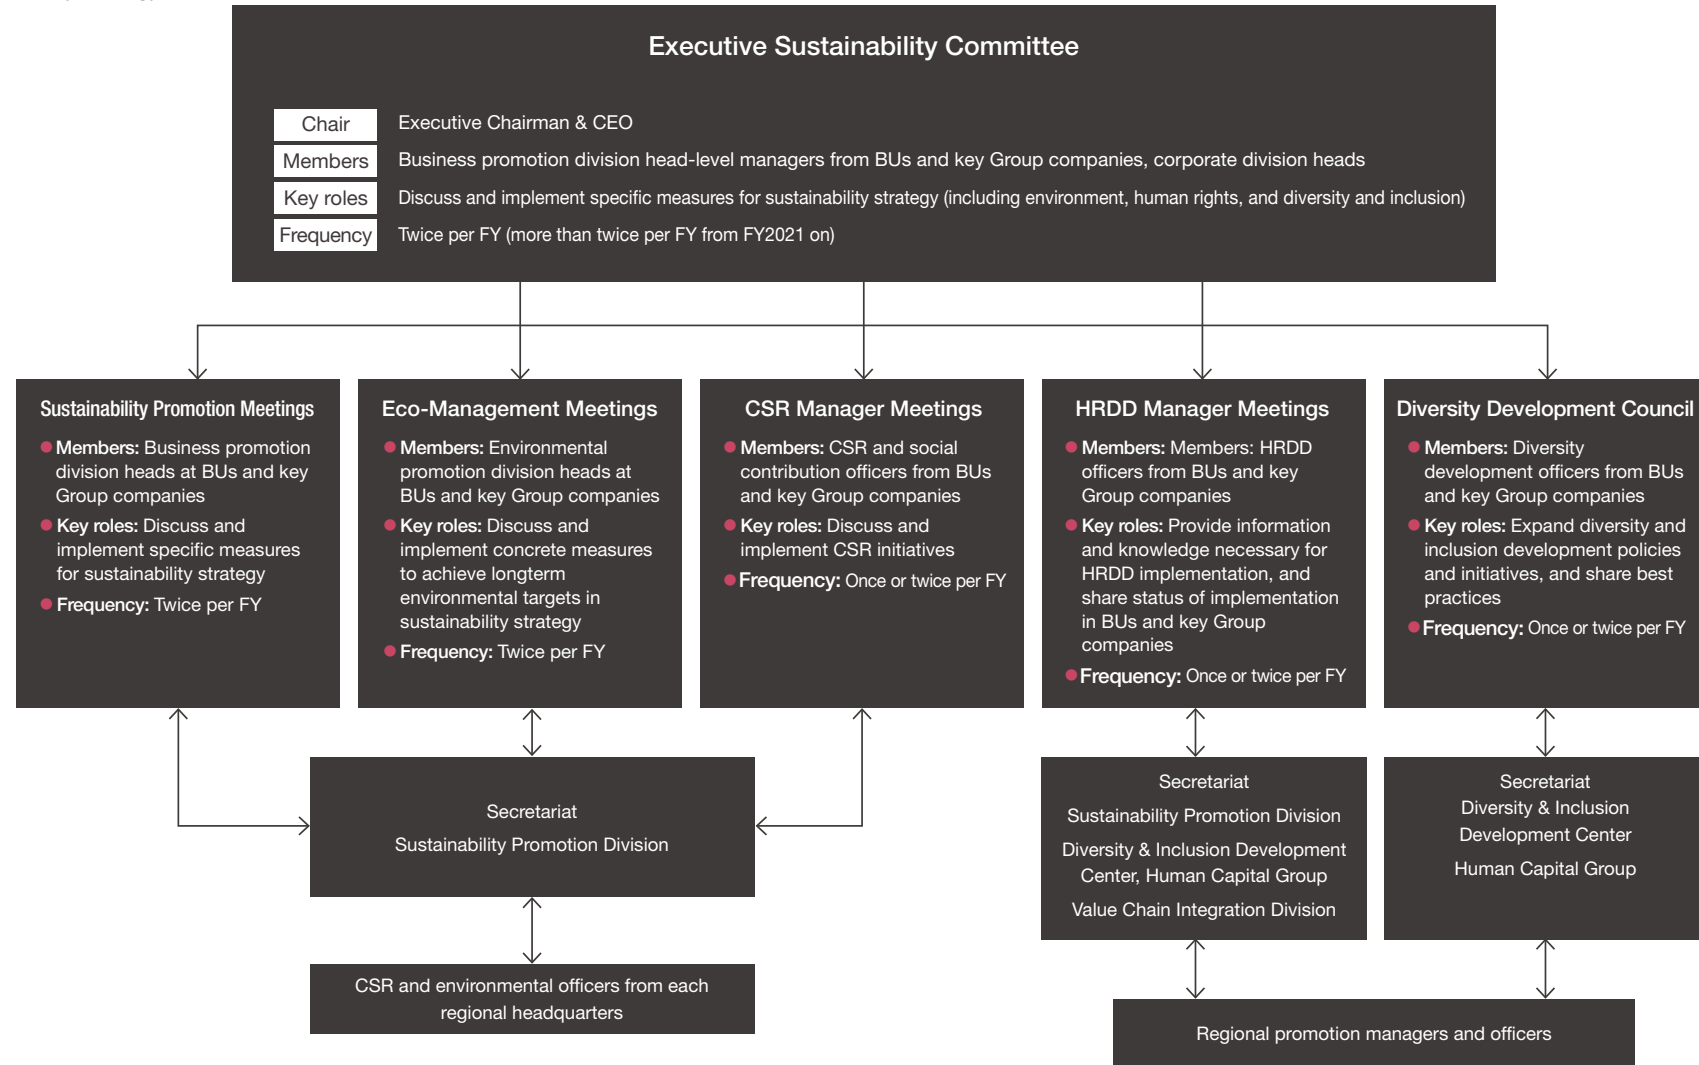 Executive Sustainability Committee
Chair
Executive Chairman & CEO
Members
Business promotion division head-level managers from BUs and key Group companies, corporate division heads
Key roles
Discuss and implement specific measures for sustainability strategy (including environment, human rights, and diversity and inclusion)
Frequency
Twice per FY (more than twice per FY from FY2021 on)
Sustainability Promotion Meetings
Members: Business promotion
division heads at BUs and key
Group companies
Key roles: Discuss and
implement specific measures
for sustainability strategy
Frequency: Twice per FY
Eco-Management Meetings
Members: Environmental
promotion division heads at
BUs and key Group companies
Key roles: Discuss and
implement concrete measures
to achieve longterm
environmental targets in
sustainability strategy
Frequency: Twice per FY
CSR Manager Meetings
Members: CSR and social
contribution officers from BUs
and key Group companies
Key roles: Discuss and
implement CSR initiatives
Frequency: Once or twice per FY
HRDD Manager Meetings
Members: Members: HRDD
officers from BUs and key
Group companies
Key roles: Provide information
and knowledge necessary for
HRDD implementation, and
share status of implementation
in BUs and key Group
companies
Frequency: Once or twice per FY
Diversity Development Council
Members: Diversity
development officers from BUs
and key Group companies
Key roles: Expand diversity and
inclusion development policies
and initiatives, and share best
practices
Frequency: Once or twice per FY
Secretariat
Sustainability Promotion Division
Secretariat
Sustainability Promotion Division
Diversity & Inclusion Development
Center, Human Capital Group
Value Chain Integration Division
Secretariat
Diversity & Inclusion
Development Center
Human Capital Group
CSR and environmental officers from each
regional headquarters
Regional promotion managers and officers